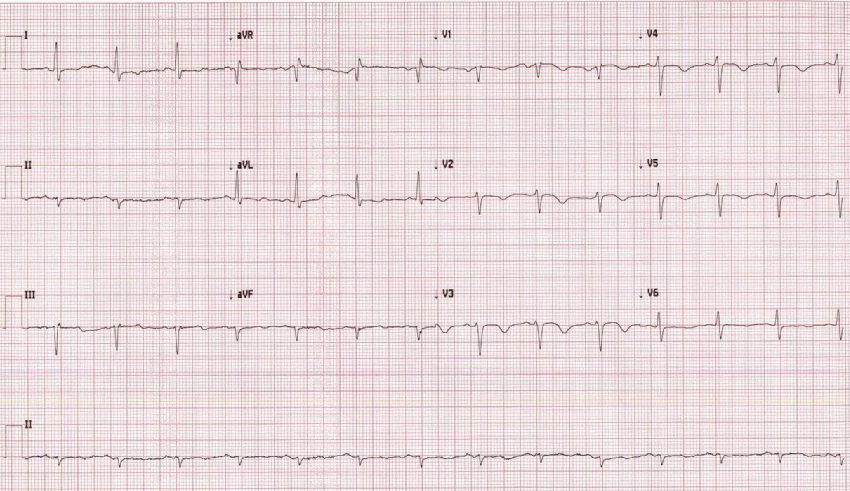 I aVR V1 V4
II aVL V2 V5
III aVF V3 V6
II